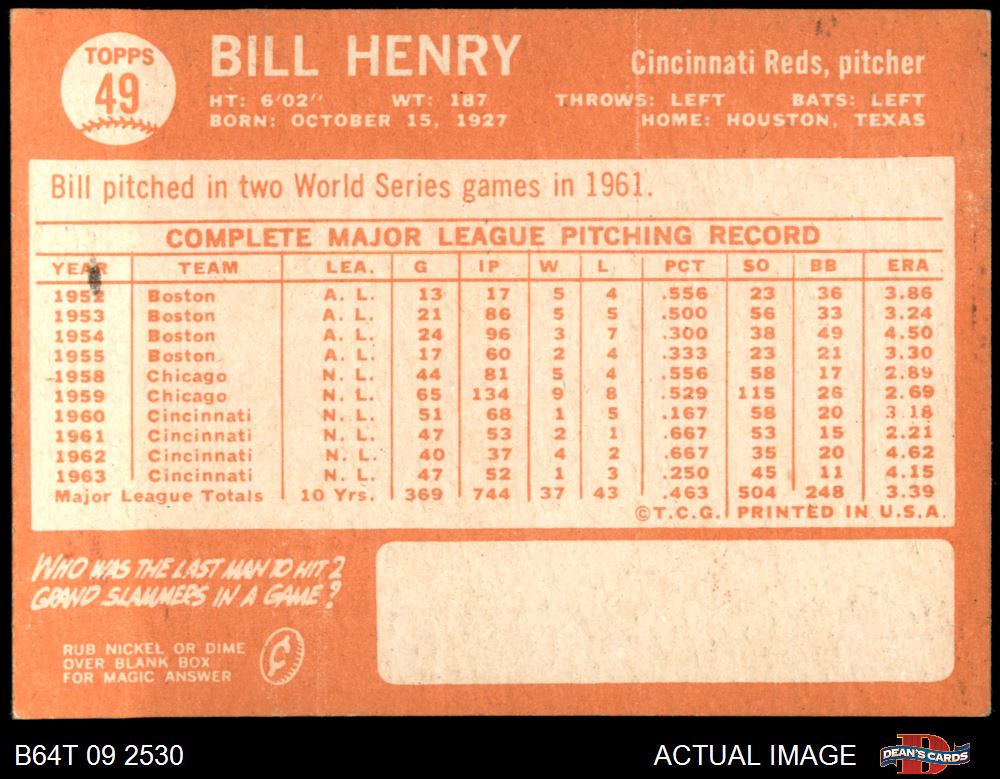 TOPPS
49
BILL HENRY
Cincinnati Reds, pitcher
HT: 6'02" WT: 187 THROWS: LEFT BATS: LEFT
BORN: OCTOBER 15, 1927 HOME: HOUSTON, TEXAS
Bill pitched in two World Series games in 1961.
COMPLETE MAJOR LEAGUE PITCHING RECORD
YEAR TEAM LEA. G IP W L PCT SO BB ERA
1952 Boston A. L. 13 17 5 4 .556 23 36 3.86
1953 Boston A. L. 21 86 5 5 .500 56 33 3.24
1954 Boston A. L. 24 96 3 7 .300 38 49 4.50
1955 Boston A. L. 17 60 2 4 .333 23 21 3.30
1958 Chicago N. L. 44 81 5 4 .556 58 17 2.89
1959 Chicago N. L. 65 134 9 8 .529 115 26 2.69
1960 Cincinnati N. L. 51 68 1 5 .167 58 20 3.18
1961 Cincinnati N. L. 47 53 2 1 .667 53 15 2.21
1962 Cincinnati N. L. 40 37 4 2 .667 35 20 4.62
1963 Cincinnati N. L. 47 52 1 3 .250 45 11 4.15
Major League Totals 10 Yrs. 369 744 37 43 .463 504 248 3.39
©T.C.G. PRINTED IN U.S.A.
WHO WAS THE LAST MAN TO HIT 2
GRAND SLAMMERS IN A GAME?
RUB NICKEL OR DIME
OVER BLANK BOX
FOR MAGIC ANSWER
B64T 09 2530 ACTUAL IMAGE DEAN'S CARDS